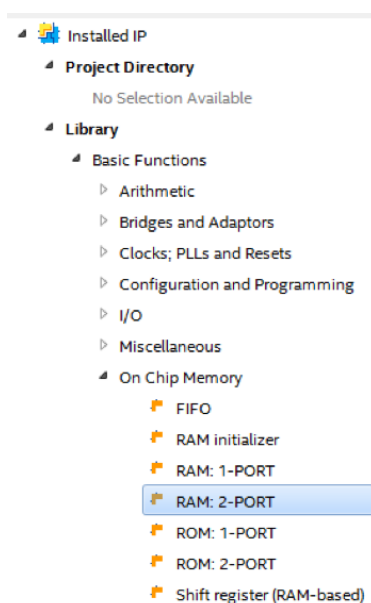 Installed IP
Project Directory
No Selection Available
Library
Basic Functions
Arithmetic
Bridges and Adaptors
Clocks; PLLs and Resets
Configuration and Programming
I/O
Miscellaneous
On Chip Memory
FIFO
RAM initializer
RAM: 1-PORT
RAM: 2-PORT
ROM: 1-PORT
ROM: 2-PORT
Shift register (RAM-based)